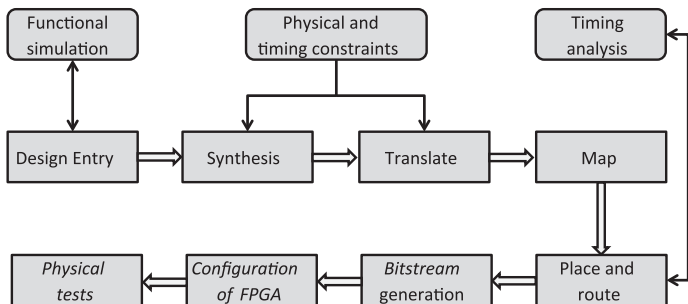 Functional
simulation
Physical and
timing constraints
Timing
analysis
Design Entry
Synthesis
Translate
Map
Physical
tests
Configuration
of FPGA
Bitstream
generation
Place and
route